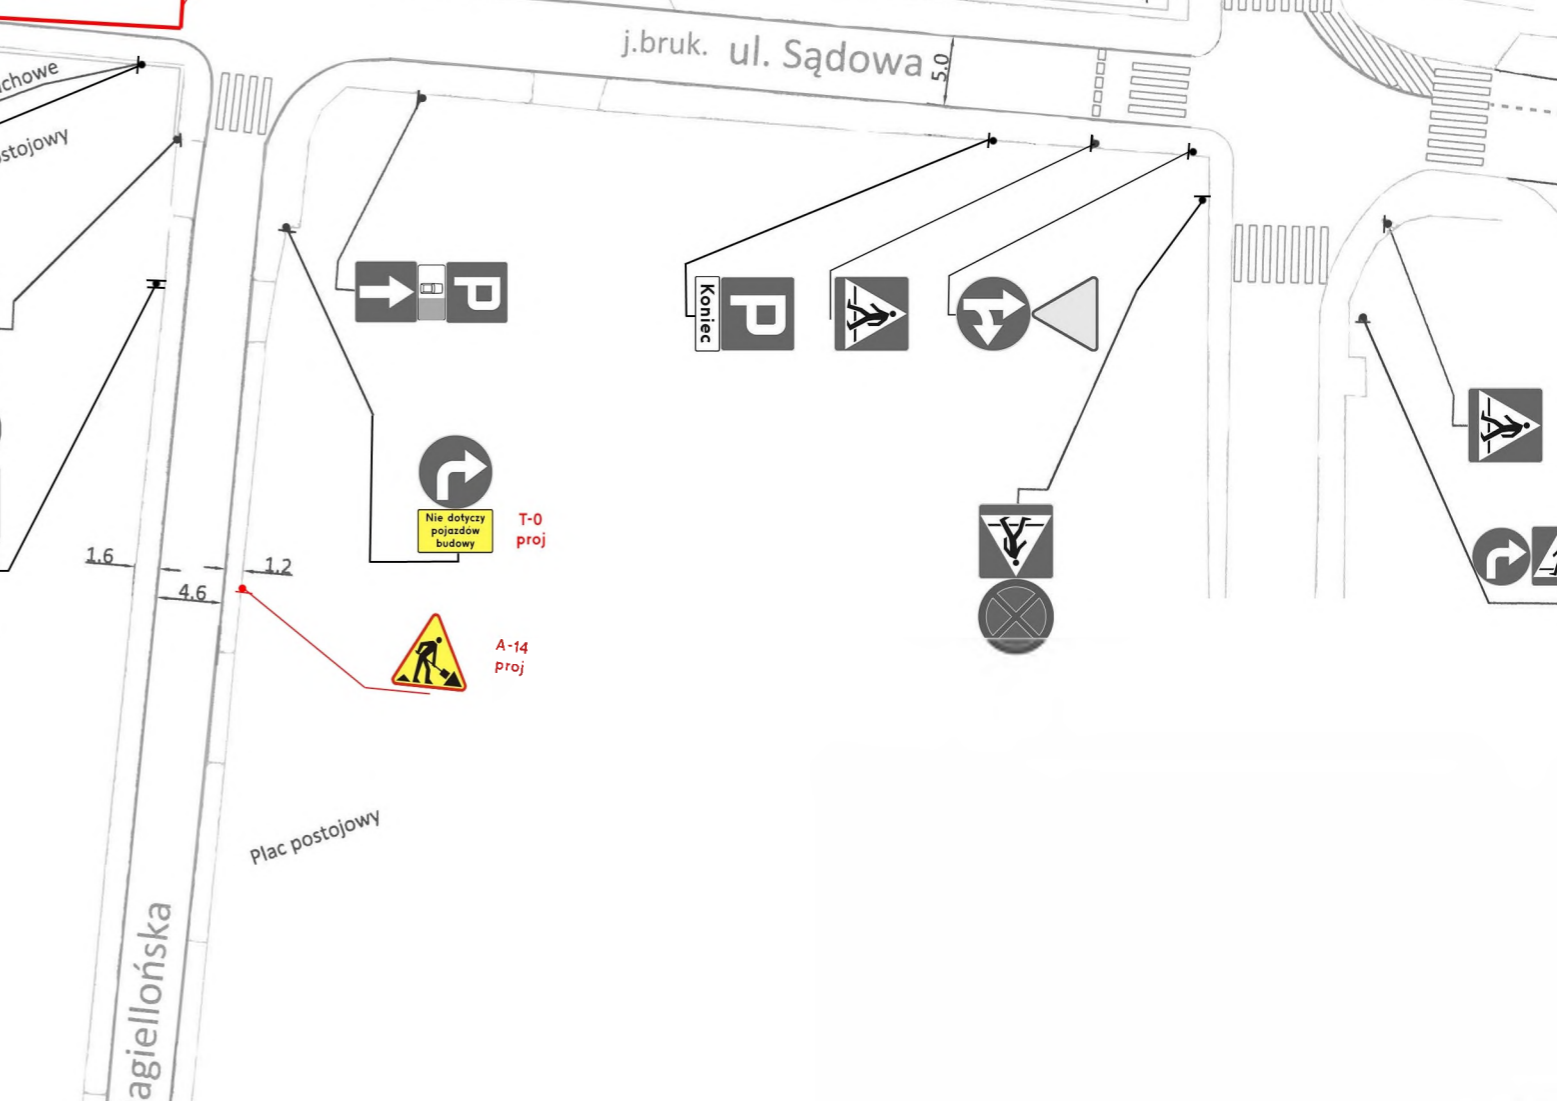 j.bruk. ul. Sądowa
5.0
chowe
stojowy
P
Koniec
P
Nie dotyczy
pojazdów
budowy
T-0
proj
1.6
4.6
1.2
A-14
proj
Plac postojowy
agiellońska